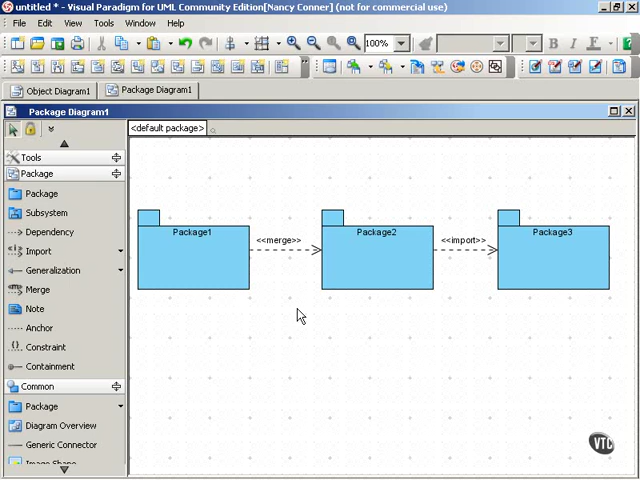 untitled * - Visual Paradigm for UML Community Edition[Nancy Conner] (not for commercial use)
File Edit View Tools Window Help
100%
B I
Object Diagram1 Package Diagram1
Package Diagram1
<default package>
Tools
Package
Package
Subsystem
Dependency
Import
Generalization
Merge
Note
Anchor
Constraint
Containment
Common
Package
Diagram Overview
Generic Connector
Image Shape
Package1
<<merge>>
Package2
<<import>>
Package3
VTC